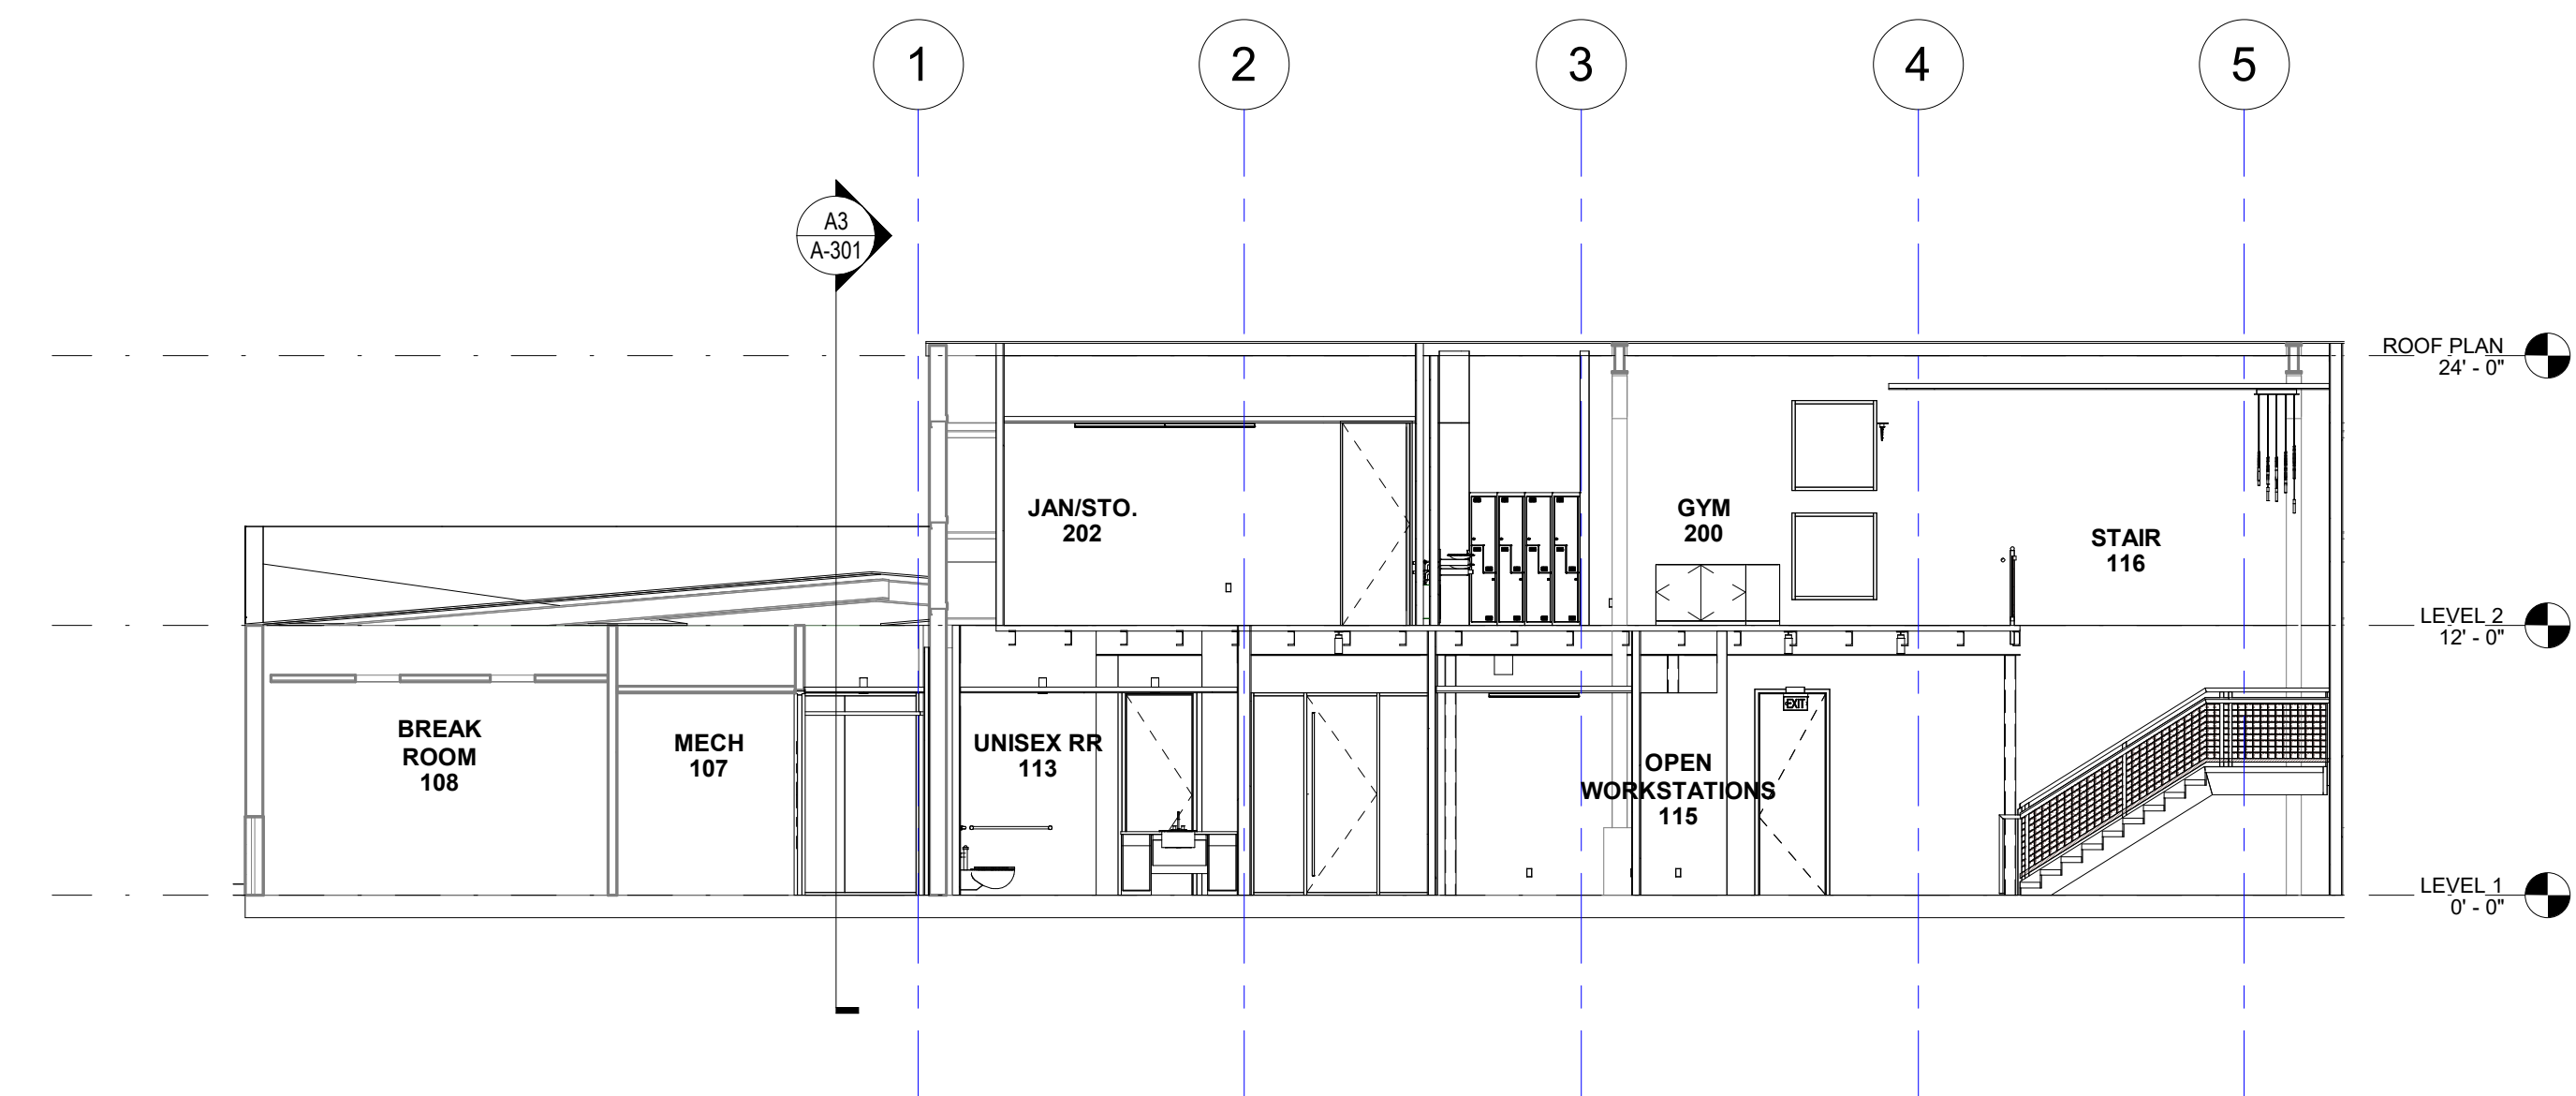 1
2
3
4
5
A3
A-301
ROOF PLAN
24' - 0"
JAN/STO.
202
GYM
200
STAIR
116
LEVEL 2
12' - 0"
BREAK
ROOM
108
MECH
107
UNISEX RR
113
EXIT
OPEN
WORKSTATIONS
115
LEVEL 1
0' - 0"